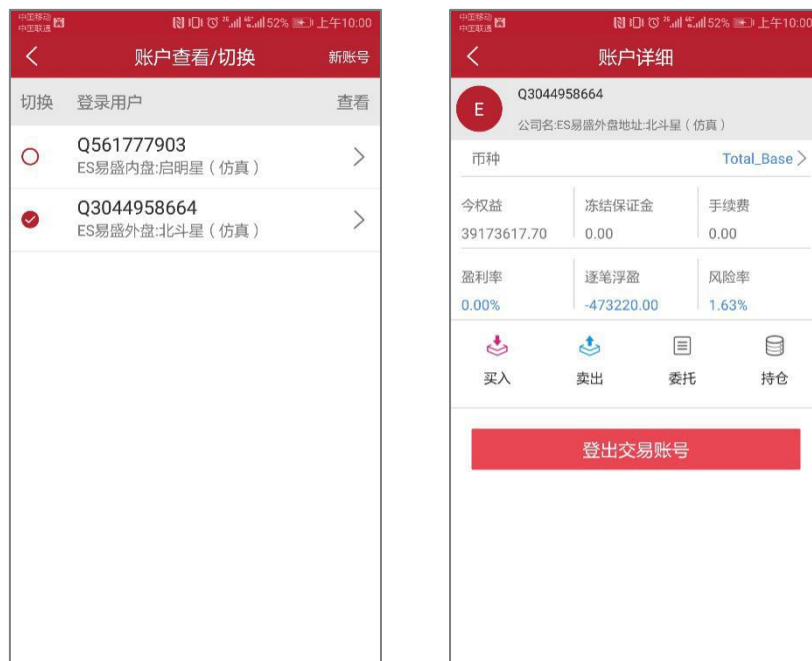 中国移动
中国联通
52% 上午10:00
账户查看/切换
新账号
切换 登录用户 查看
Q561777903
ES易盛内盘:启明星（仿真）
Q3044958664
ES易盛外盘:北斗星（仿真）
中国移动
中国联通
52% 上午10:00
账户详细
E
Q3044958664
公司名:ES易盛外盘地址:北斗星（仿真）
币种 Total_Base
今权益 冻结保证金 手续费
39173617.70 0.00 0.00
盈利率 逐笔浮盈 风险率
0.00% -473220.00 1.63%
买入 卖出 委托 持仓
登出交易账号